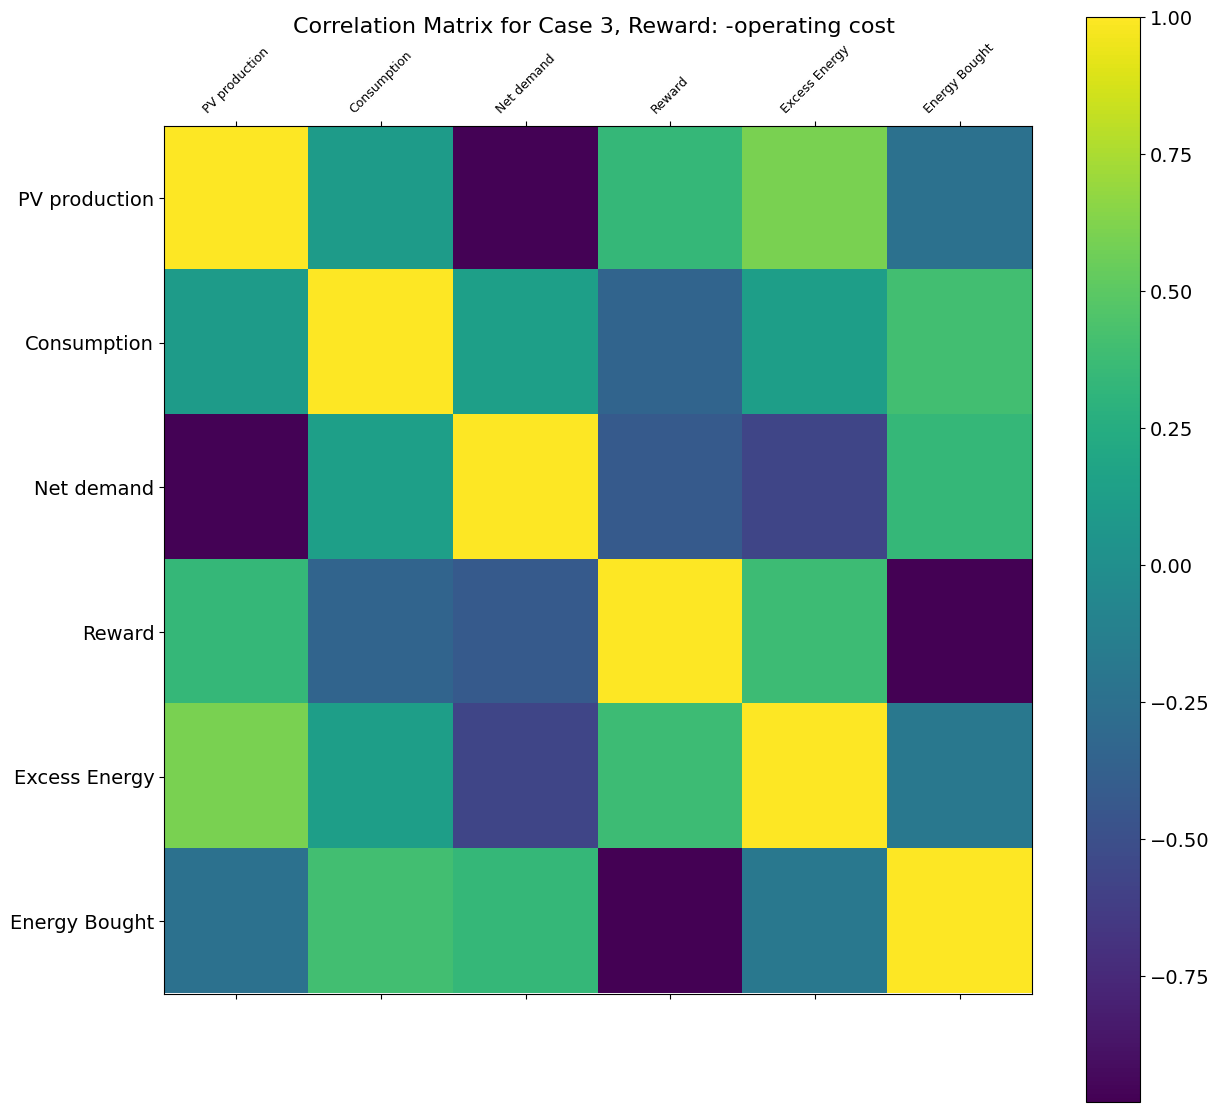 Correlation Matrix for Case 3, Reward: -operating cost
PV production
Consumption
Net demand
Reward
Excess Energy
Energy Bought
PV production
Consumption
Net demand
Reward
Excess Energy
Energy Bought
1.00
0.75
0.50
0.25
0.00
−0.25
−0.50
−0.75